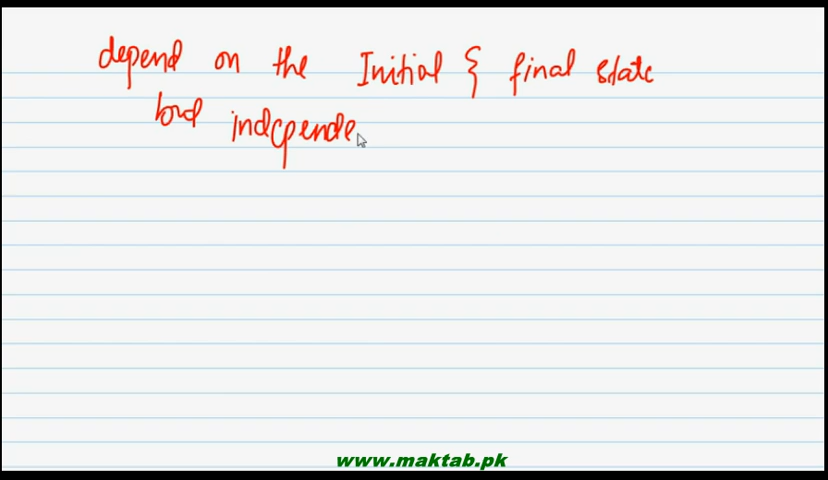 depend on the Initial & final state
but independe
www.maktab.pk